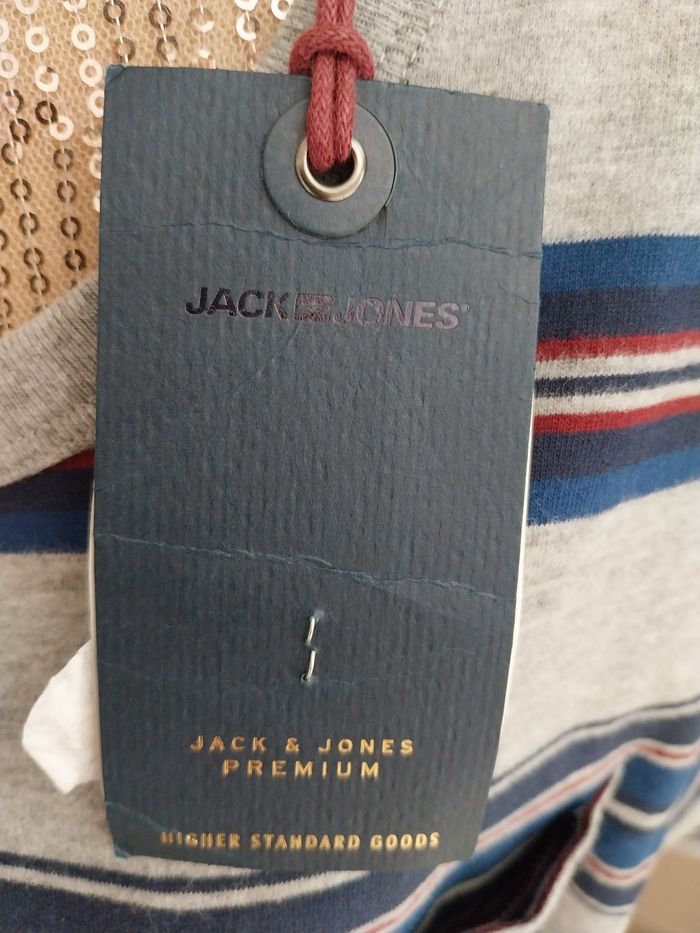 JACK JONES®
JACK & JONES
PREMIUM
HIGHER STANDARD GOODS